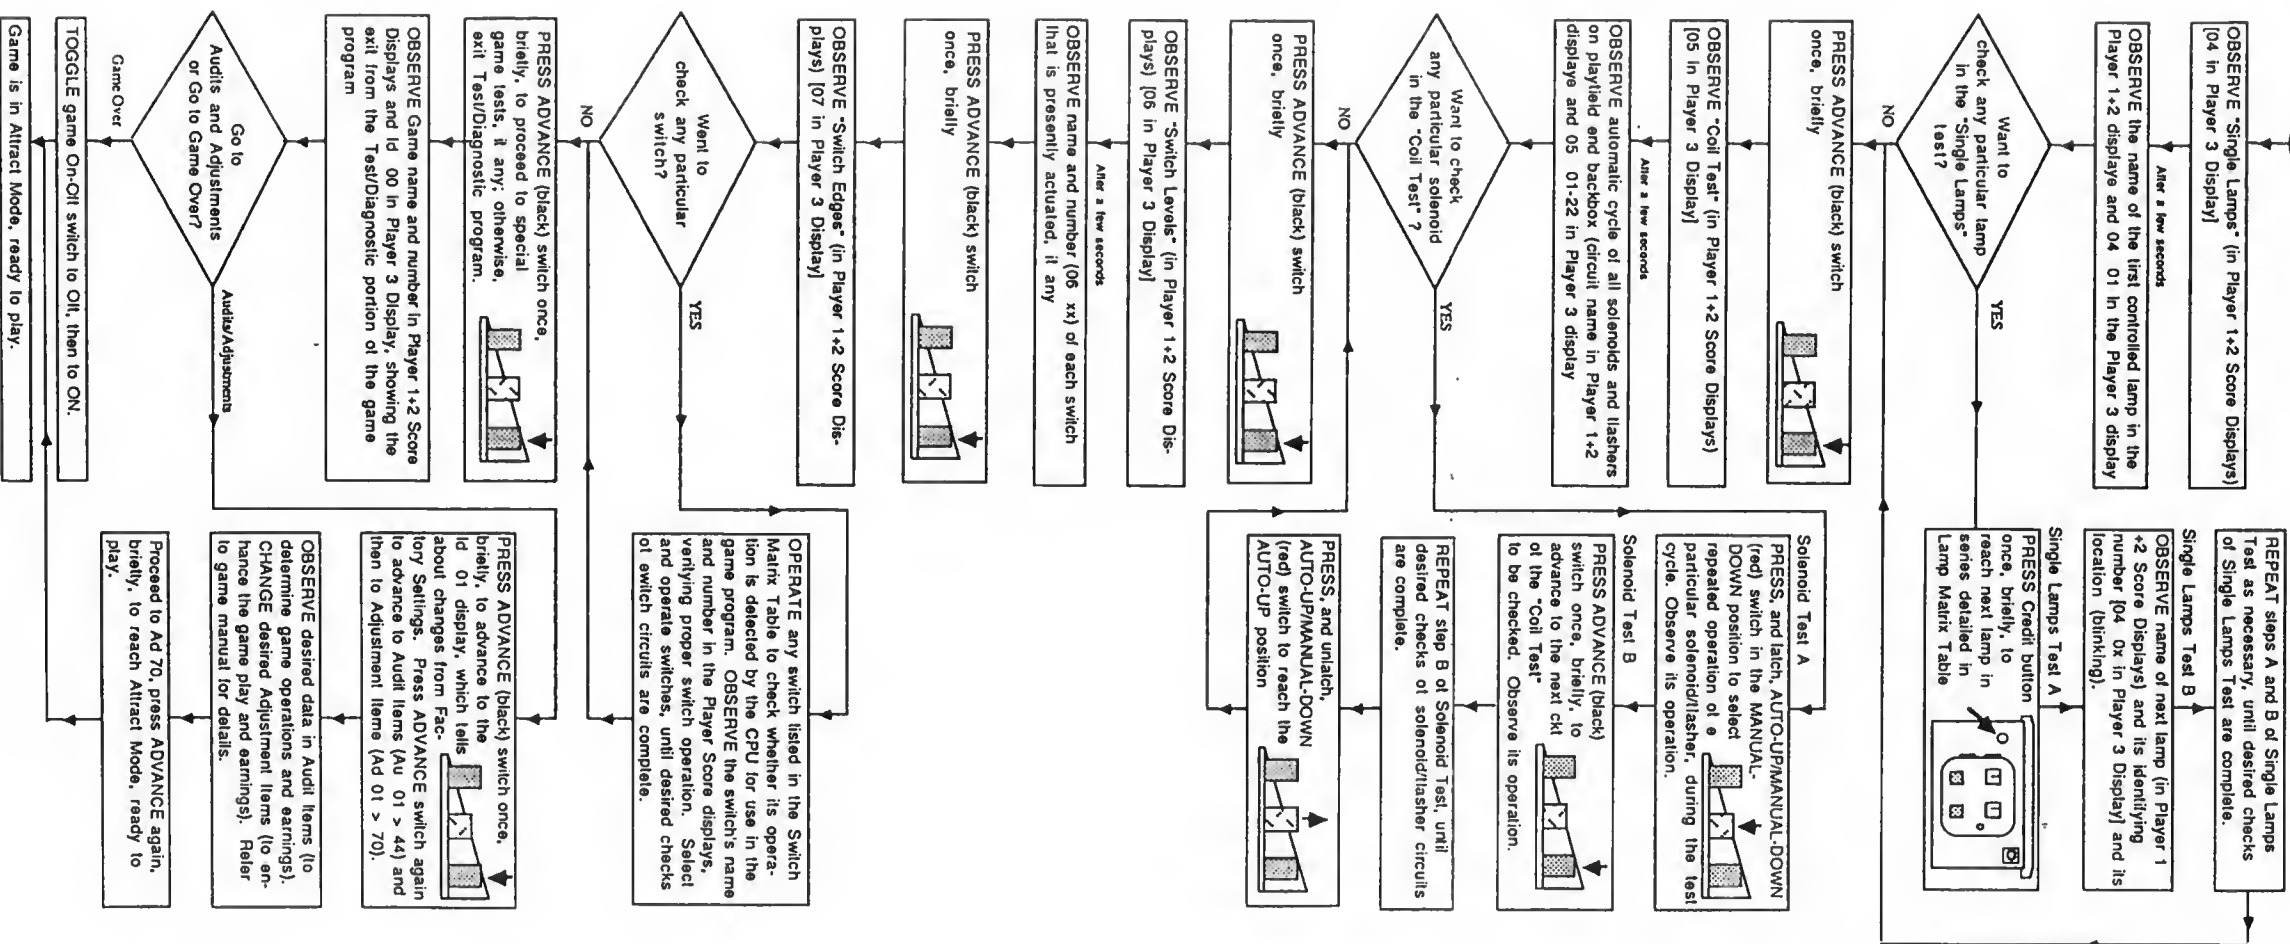 OBSERVE "Single Lamps" (in Player 1+2 Score Displays)
[04 in Player 3 Display]
After a few seconds
OBSERVE the name of the first controlled lamp in the
Player 1+2 displays and 04 01 in the Player 3 display
Want to
check any particular lamp
in the "Single Lamps"
test?
YES
NO
PRESS ADVANCE (black) switch
once, briefly
OBSERVE "Coil Test" (in Player 1+2 Score Displays)
[05 in Player 3 Display]
After a few seconds
OBSERVE automatic cycle of all solenoids and flashers
on playfield and backbox (circuit name in Player 1+2
displays and 05 01-22 in Player 3 display
Want to check
any particular solenoid
in the "Coil Test" ?
YES
NO
PRESS ADVANCE (black) switch
once, briefly
OBSERVE "Switch Levels" (in Player 1+2 Score Dis-
plays) [06 in Player 3 Display]
After a few seconds
OBSERVE name and number (06 xx) of each switch
that is presently actuated, if any
PRESS ADVANCE (black) switch
once, briefly
OBSERVE "Switch Edges" (in Player 1+2 Score Dis-
plays) [07 in Player 3 Display]
Want to
check any particular
switch?
YES
NO
PRESS ADVANCE (black) switch once,
briefly, to proceed to special
game tests, if any; otherwise,
exit Test/Diagnostic program.
OBSERVE Game name and number in Player 1+2 Score
Displays and Id 00 in Player 3 Display, showing the
exit from the Test/Diagnostic portion of the game
program
Go to
Audits and Adjustments
or Go to Game Over?
Audits/Adjustments
Game Over
TOGGLE game On-Off switch to Off, then to ON.
Game is in Attract Mode, ready to play.
REPEAT steps A and B of Single Lamps
Test as necessary, until desired checks
of Single Lamps Test are complete.
Single Lamps Test B
OBSERVE name of next lamp (in Player 1
+2 Score Displays) and its identifying
number [04 0x in Player 3 Display] and its
location (blinking).
Single Lamps Test A
PRESS Credit button
once, briefly, to
reach next lamp in
series detailed in
Lamp Matrix Table
Solenoid Test A
PRESS, and latch, AUTO-UP/MANUAL-DOWN
(red) switch in the MANUAL-
DOWN position to select
repeated operation of a
particular solenoid/flasher, during the test
cycle. Observe its operation.
Solenoid Test B
PRESS ADVANCE (black)
switch once, briefly, to
advance to the next ckt
of the "Coil Test"
to be checked. Observe its operation.
REPEAT step B of Solenoid Test, until
desired checks of solenoid/flasher circuits
are complete.
PRESS, and unlatch,
AUTO-UP/MANUAL-DOWN
(red) switch to reach the
AUTO-UP position
OPERATE any switch listed in the Switch
Matrix Table to check whether its opera-
tion is detected by the CPU for use in the
game program. OBSERVE the switch's name
and number in the Player Score displays,
verifying proper switch operation. Select
and operate switches, until desired checks
of switch circuits are complete.
PRESS ADVANCE (black) switch once,
briefly, to advance to the
Id 01 display, which tells
about changes from Fac-
tory Settings. Press ADVANCE switch again
to advance to Audit Items (Au 01 > 44) and
then to Adjustment Items (Ad 01 > 70).
OBSERVE desired data in Audit Items (to
determine game operations and earnings).
CHANGE desired Adjustment Items (to en-
hance the game play and earnings). Refer
to game manual for details.
Proceed to Ad 70, press ADVANCE again,
briefly, to reach Attract Mode, ready to
play.